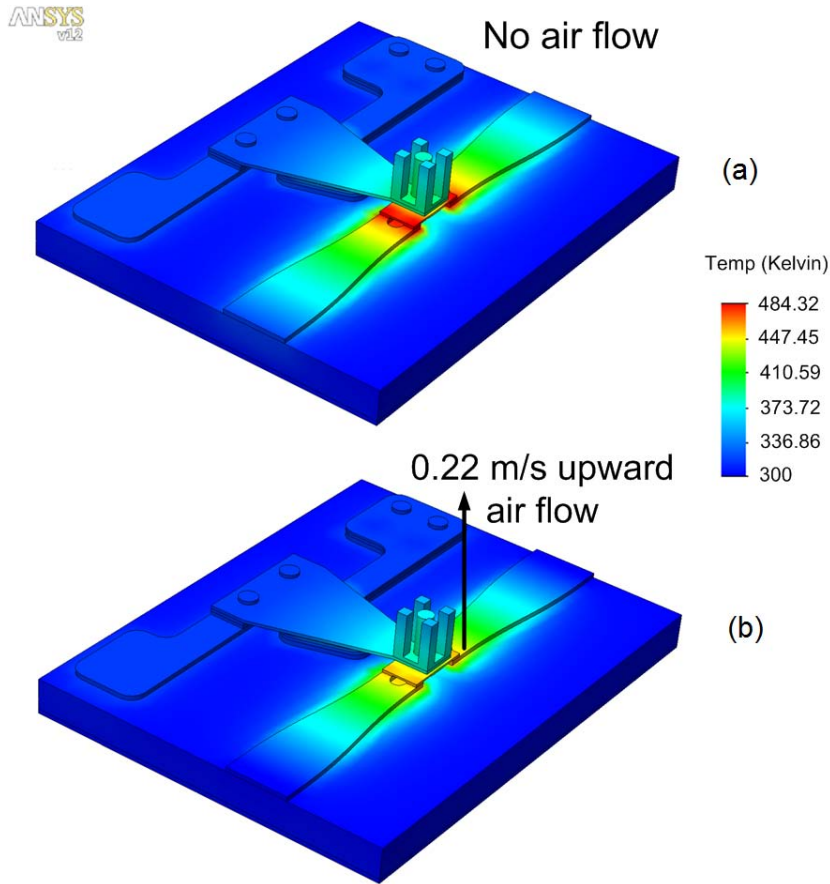 ANSYS
v12
No air flow
(a)
Temp (Kelvin)
484.32
447.45
410.59
373.72
336.86
300
0.22 m/s upward
air flow
(b)